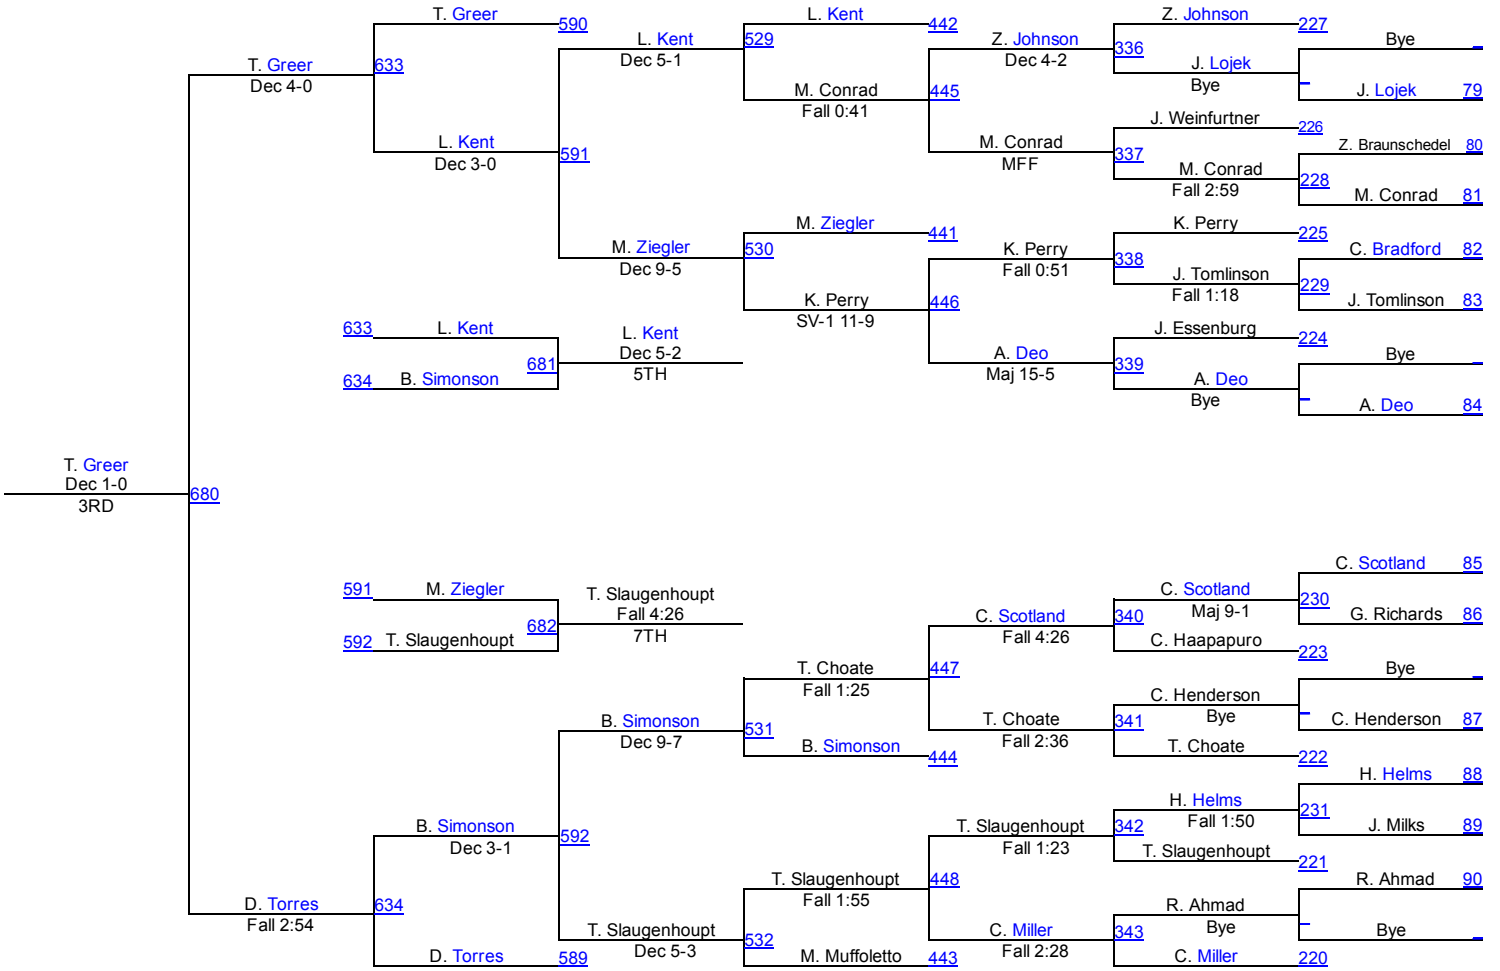 T. Greer
590
L. Kent
442
Z. Johnson
227
L. Kent
529
Dec 5-1
Z. Johnson
336
Dec 4-2
Bye
T. Greer
633
Dec 4-0
J. Lojek
Bye
M. Conrad
445
Fall 0:41
J. Lojek 79
L. Kent
591
Dec 3-0
M. Conrad
337
MFF
J. Weinfurtner
226
Z. Braunschedel 80
M. Conrad
228
Fall 2:59
M. Conrad 81
M. Ziegler
441
K. Perry
225
M. Ziegler
530
Dec 9-5
K. Perry
338
Fall 0:51
C. Bradford 82
J. Tomlinson
229
Fall 1:18
K. Perry
446
SV-1 11-9
J. Tomlinson 83
633 L. Kent
L. Kent
Dec 5-2
681
5TH
634 B. Simonson
J. Essenburg
224
A. Deo
339
Maj 15-5
Bye
A. Deo
Bye
A. Deo 84
T. Greer
Dec 1-0
680
3RD
C. Scotland 85
591 M. Ziegler
T. Slaugenhoupt
Fall 4:26
682
7TH
592 T. Slaugenhoupt
C. Scotland
230
Maj 9-1
G. Richards 86
C. Scotland
340
Fall 4:26
C. Haapapuro
223
T. Choate
447
Fall 1:25
Bye
C. Henderson
Bye
B. Simonson
531
Dec 9-7
T. Choate
341
Fall 2:36
C. Henderson 87
B. Simonson
444
T. Choate
222
H. Helms 88
H. Helms
231
Fall 1:50
B. Simonson
592
Dec 3-1
T. Slaugenhoupt
342
Fall 1:23
J. Milks 89
T. Slaugenhoupt
221
T. Slaugenhoupt
448
Fall 1:55
R. Ahmad 90
D. Torres
634
Fall 2:54
R. Ahmad
Bye
T. Slaugenhoupt
532
Dec 5-3
C. Miller
343
Fall 2:28
Bye
D. Torres
589
M. Muffoletto
443
C. Miller
220